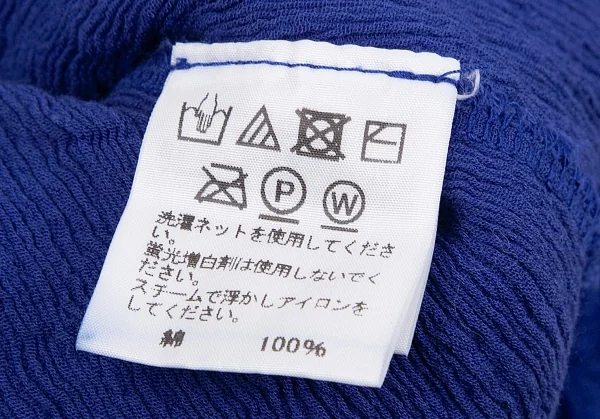 P W
洗濯ネットを使用してくださ
い。
蛍光増白剤は使用しないでく
ださい。
スチームで浮かしアイロンを
してください。
綿 100%